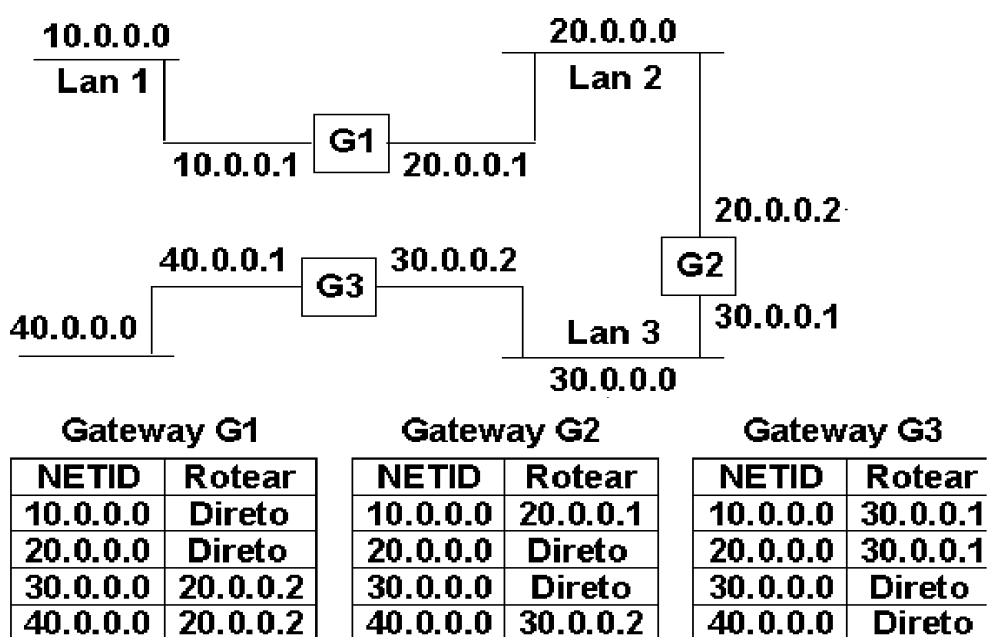 10.0.0.0
20.0.0.0
Lan 1
Lan 2
G1
10.0.0.1
20.0.0.1
20.0.0.2
40.0.0.1
30.0.0.2
G3
G2
40.0.0.0
Lan 3
30.0.0.1
30.0.0.0
Gateway G1
NETID Rotear
10.0.0.0 Direto
20.0.0.0 Direto
30.0.0.0 20.0.0.2
40.0.0.0 20.0.0.2
Gateway G2
NETID Rotear
10.0.0.0 20.0.0.1
20.0.0.0 Direto
30.0.0.0 Direto
40.0.0.0 30.0.0.2
Gateway G3
NETID Rotear
10.0.0.0 30.0.0.1
20.0.0.0 30.0.0.1
30.0.0.0 Direto
40.0.0.0 Direto